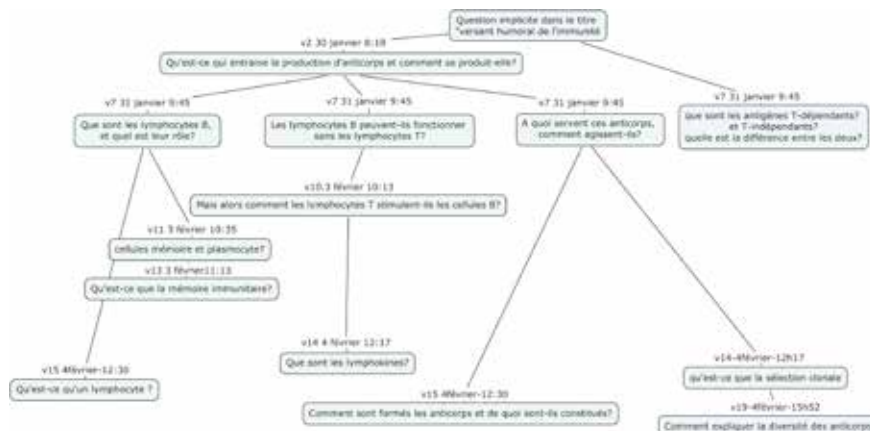 Question implicite dans le titre
"versant humoral de l'immunité
v2 30 janvier 8:18
Qu'est-ce qui entraîne la production d'anticorps et comment se produit-elle?
v7 31 janvier 9:45
Que sont les lymphocytes B,
et quel est leur rôle?
v7 31 janvier 9:45
Les lymphocytes B peuvent-ils fonctionner
sans les lymphocytes T?
v7 31 janvier 9:45
A quoi servent ces anticorps,
comment agissent-ils?
v7 31 janvier 9:45
que sont les antigènes T-dépendants?
et T-indépendants?
quelle est la différence entre les deux?
v10.3 février 10:13
Mais alors comment les lymphocytes T stimulent-ils les cellules B?
v11 3 février 10:35
cellules mémoire et plasmocyte?
v13 3 février11:13
Qu'est-ce que la mémoire immunitaire?
v14 4 février 12:17
Que sont les lymphokines?
v14-4février-12h17
qu'est-ce que la sélection clonale
v15 4février-12:30
Qu'est-ce qu'un lymphocyte ?
v15 4février-12:30
Comment sont formés les anticorps et de quoi sont-ils constitués?
v19-4février-15h52
Comment expliquer la diversité des anticorps